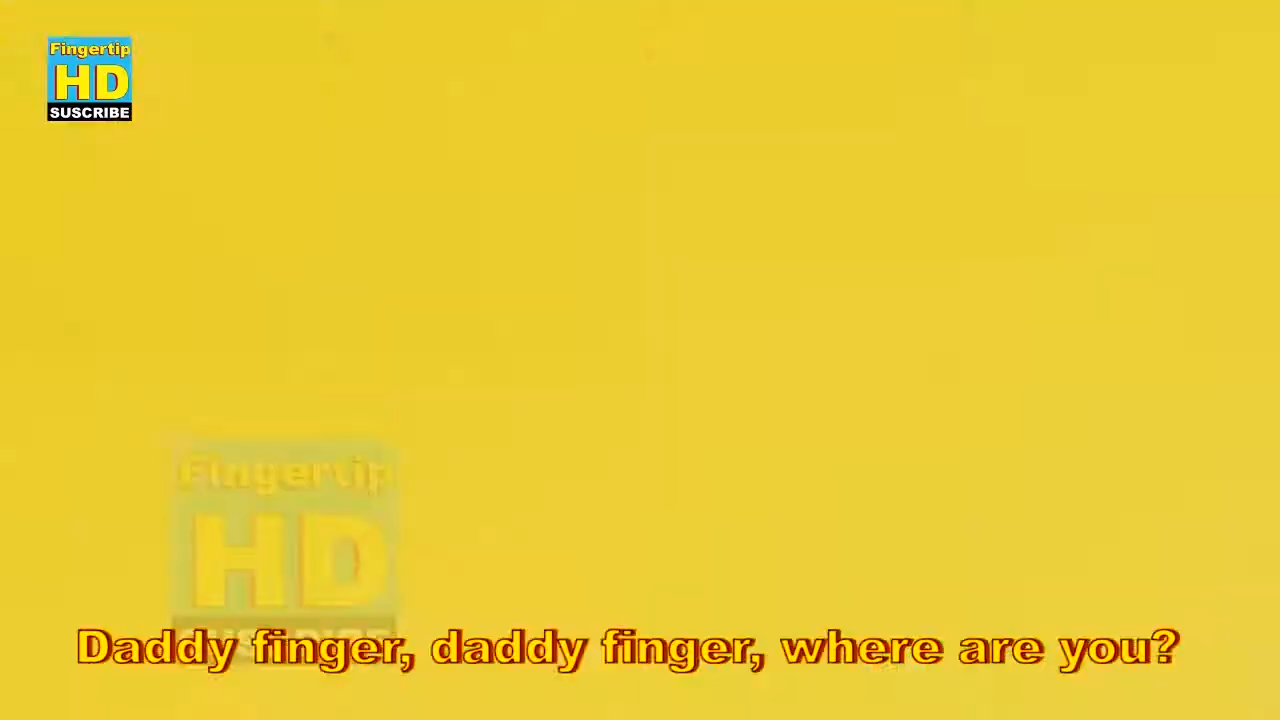 Fingertip
HD
SUSCRIBE
Fingertip
HD
Daddy finger, daddy finger, where are you?